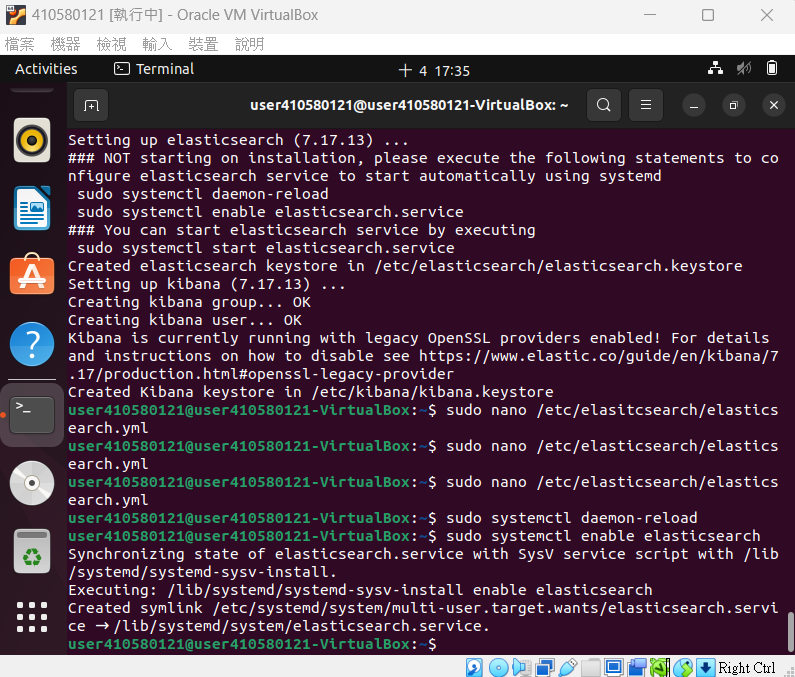 410580121 [執行中] - Oracle VM VirtualBox
檔案 機器 檢視 輸入 裝置 說明
Activities Terminal 4 17:35
user410580121@user410580121-VirtualBox: ~
Setting up elasticsearch (7.17.13) ...
### NOT starting on installation, please execute the following statements to co
nfigure elasticsearch service to start automatically using systemd
sudo systemctl daemon-reload
sudo systemctl enable elasticsearch.service
### You can start elasticsearch service by executing
sudo systemctl start elasticsearch.service
Created elasticsearch keystore in /etc/elasticsearch/elasticsearch.keystore
Setting up kibana (7.17.13) ...
Creating kibana group... OK
Creating kibana user... OK
Kibana is currently running with legacy OpenSSL providers enabled! For details
and instructions on how to disable see https://www.elastic.co/guide/en/kibana/7
.17/production.html#openssl-legacy-provider
Created Kibana keystore in /etc/kibana/kibana.keystore
user410580121@user410580121-VirtualBox:~$ sudo nano /etc/elasitcsearch/elastics
earch.yml
user410580121@user410580121-VirtualBox:~$ sudo nano /etc/elasitcsearch/elastics
earch.yml
user410580121@user410580121-VirtualBox:~$ sudo nano /etc/elasticsearch/elastics
earch.yml
user410580121@user410580121-VirtualBox:~$ sudo systemctl daemon-reload
user410580121@user410580121-VirtualBox:~$ sudo systemctl enable elasticsearch
Synchronizing state of elasticsearch.service with SysV service script with /lib
/systemd/systemd-sysv-install.
Executing: /lib/systemd/systemd-sysv-install enable elasticsearch
Created symlink /etc/systemd/system/multi-user.target.wants/elasticsearch.servi
ce → /lib/systemd/system/elasticsearch.service.
user410580121@user410580121-VirtualBox:~$
Right Ctrl